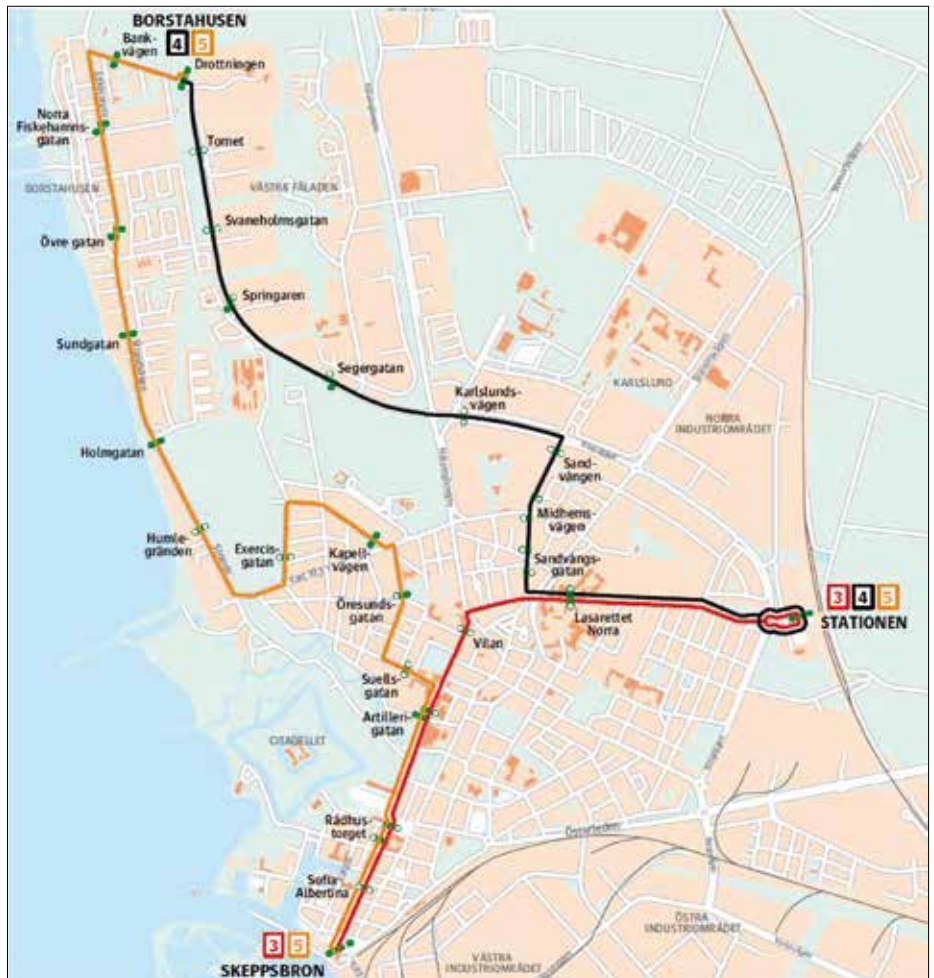 BORSTAHUSEN
4 5
Bank-
vägen
Drottningen
Norra
Fiskehamns-
gatan
Tornet
BORSTAHUSEN
VÄSTRA FÄLADEN
Svaneholmsgatan
Övre gatan
Springaren
Sundgatan
Segergatan
KARLSLUND
Karlslunds-
vägen
NORRA
INDUSTRIOMRÅDET
Holmgatan
Sand-
vängen
Midhems-
vägen
Humle-
gränden
Exercis-
gatan
Kapell-
vägen
Sandvångs-
gatan
Öresunds-
gatan
Lasarettet
Norra
3 4 5
STATIONEN
Vilan
Suells-
gatan
Artilleri-
gatan
CITADELLET
Rådhus-
torget
Österleden
Sofia
Albertina
ÖSTRA
INDUSTRIOMRÅDET
3 5
SKEPPSBRON
VÄSTRA
INDUSTRIOMRÅDET